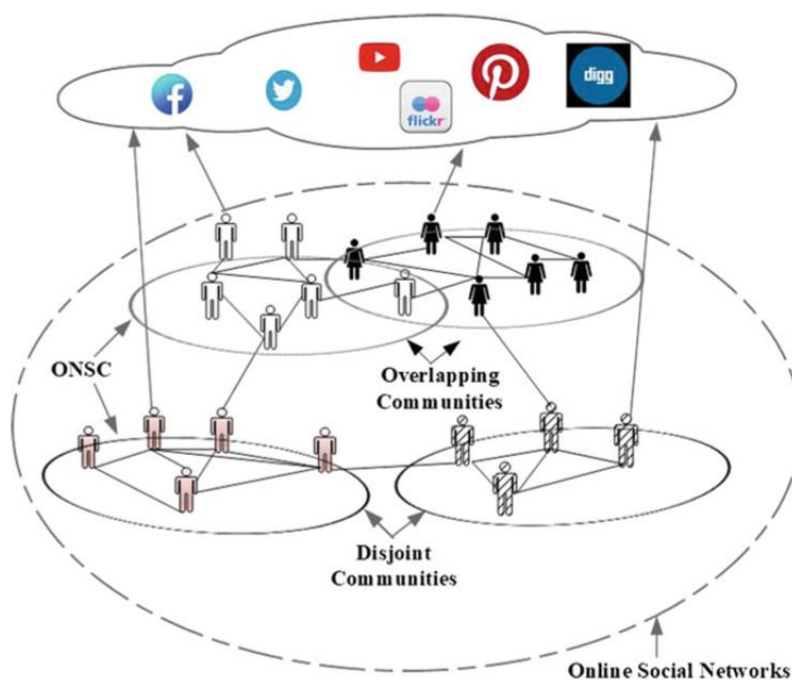 digg
flickr
ONSC
Overlapping
Communities
Disjoint
Communities
Online Social Networks